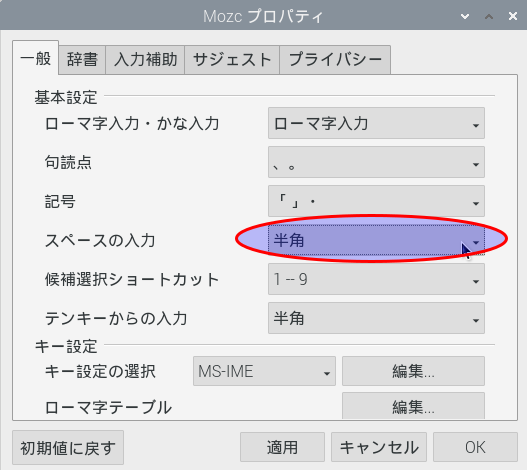 Mozc プロパティ
一般 辞書 入力補助 サジェスト プライバシー
基本設定
ローマ字入力・かな入力 ローマ字入力
句読点 、。
記号 「」・
スペースの入力 半角
候補選択ショートカット 1 -- 9
テンキーからの入力 半角
キー設定
キー設定の選択 MS-IME 編集...
ローマ字テーブル 編集...
初期値に戻す 適用 キャンセル OK